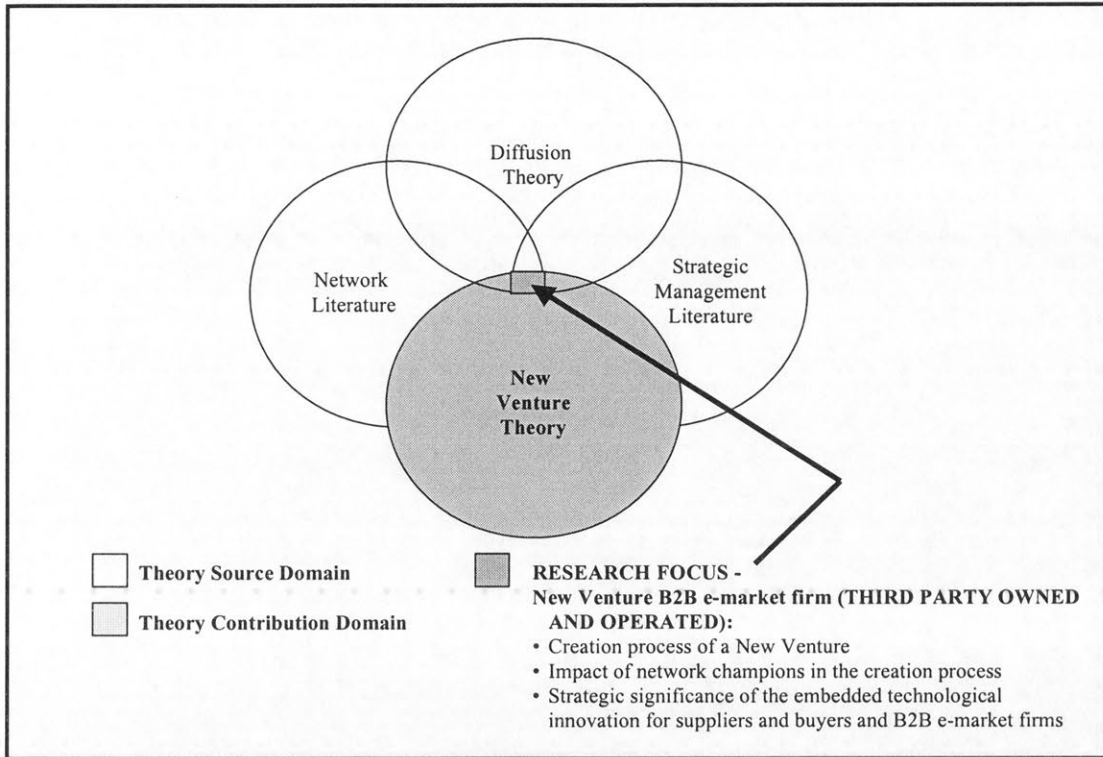 Diffusion
Theory
Network
Literature
Strategic
Management
Literature
New
Venture
Theory
Theory Source Domain
Theory Contribution Domain
RESEARCH FOCUS -
New Venture B2B e-market firm (THIRD PARTY OWNED
AND OPERATED):
• Creation process of a New Venture
• Impact of network champions in the creation process
• Strategic significance of the embedded technological
innovation for suppliers and buyers and B2B e-market firms